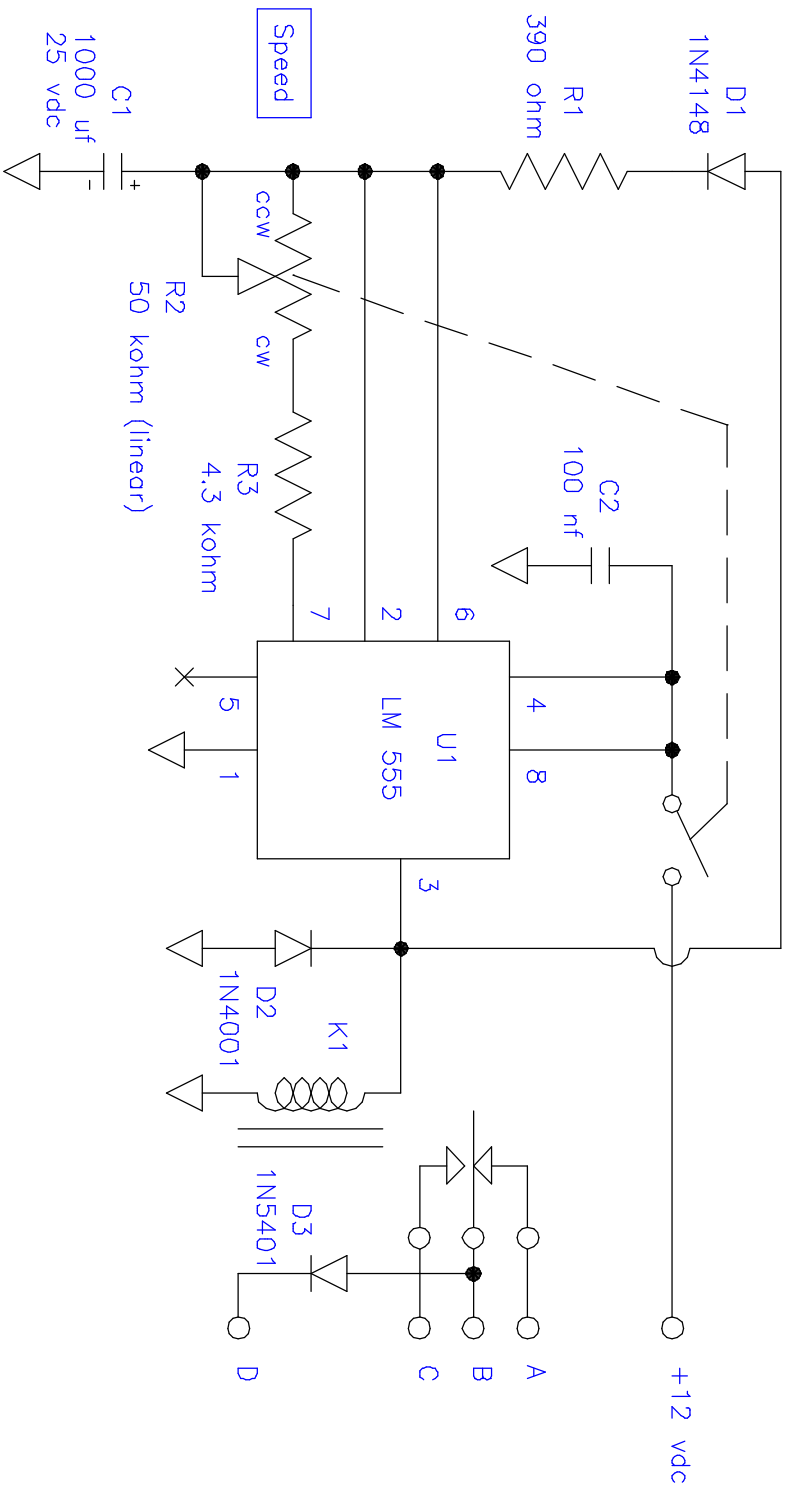 D1
1N4148
R1
390 ohm
+12 vdc
C2
100 nf
4
8
A
B
C
D
6
2
7
U1
LM 555
3
5
1
K1
D3
1N5401
D2
1N4001
Speed
ccw
cw
R3
4.3 kohm
R2
50 kohm (linear)
+
-
C1
1000 uf
25 vdc